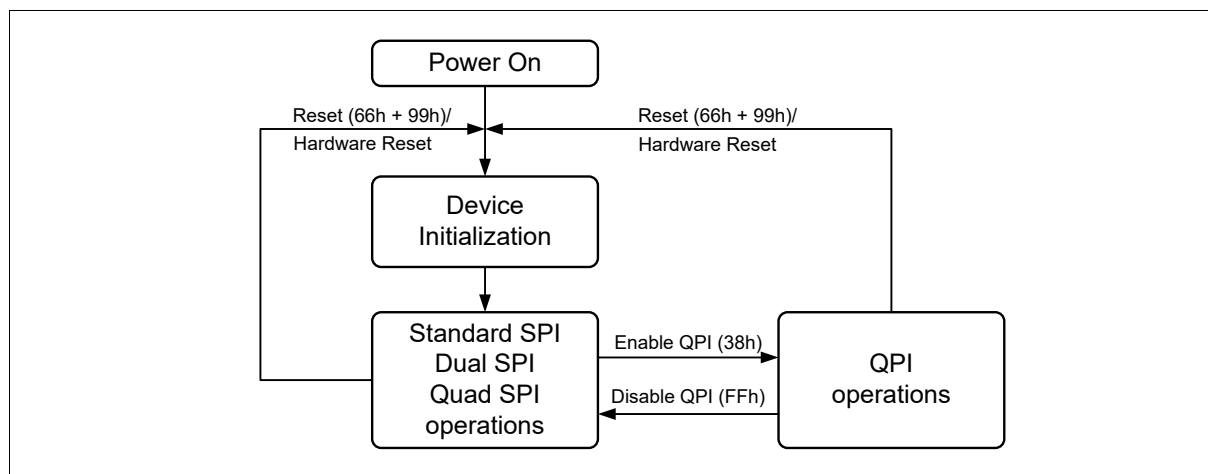 Power On
Reset (66h + 99h)/
Hardware Reset
Reset (66h + 99h)/
Hardware Reset
Device
Initialization
Standard SPI
Dual SPI
Quad SPI
operations
Enable QPI (38h)
Disable QPI (FFh)
QPI
operations